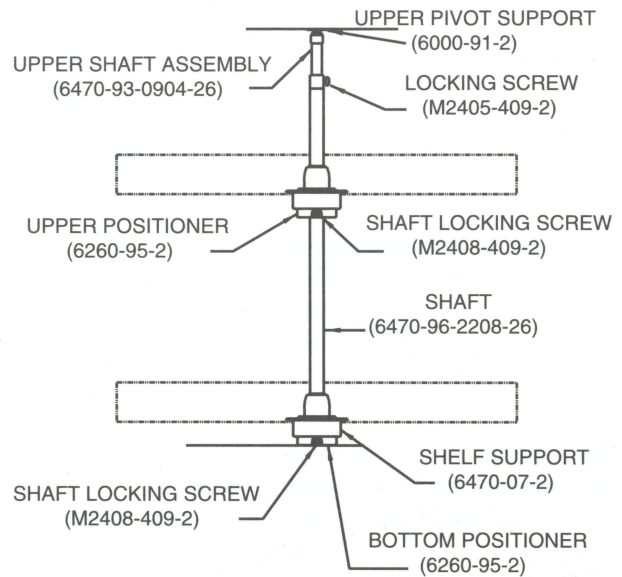 UPPER PIVOT SUPPORT
(6000-91-2)
UPPER SHAFT ASSEMBLY
(6470-93-0904-26)
LOCKING SCREW
(M2405-409-2)
UPPER POSITIONER
(6260-95-2)
SHAFT LOCKING SCREW
(M2408-409-2)
SHAFT
(6470-96-2208-26)
SHELF SUPPORT
(6470-07-2)
SHAFT LOCKING SCREW
(M2408-409-2)
BOTTOM POSITIONER
(6260-95-2)